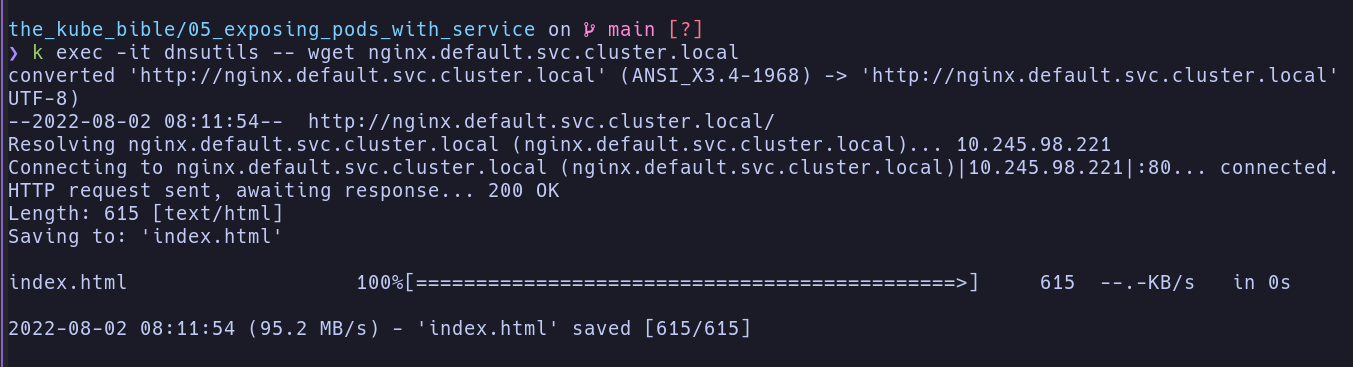 the_kube_bible/05_exposing_pods_with_service on main [?]
❯ k exec -it dnsutils -- wget nginx.default.svc.cluster.local
converted 'http://nginx.default.svc.cluster.local' (ANSI_X3.4-1968) -> 'http://nginx.default.svc.cluster.local'
UTF-8)
--2022-08-02 08:11:54--  http://nginx.default.svc.cluster.local/
Resolving nginx.default.svc.cluster.local (nginx.default.svc.cluster.local)... 10.245.98.221
Connecting to nginx.default.svc.cluster.local (nginx.default.svc.cluster.local)|10.245.98.221|:80... connected.
HTTP request sent, awaiting response... 200 OK
Length: 615 [text/html]
Saving to: 'index.html'
index.html 100%[=============================================>] 615 --.-KB/s in 0s
2022-08-02 08:11:54 (95.2 MB/s) - 'index.html' saved [615/615]